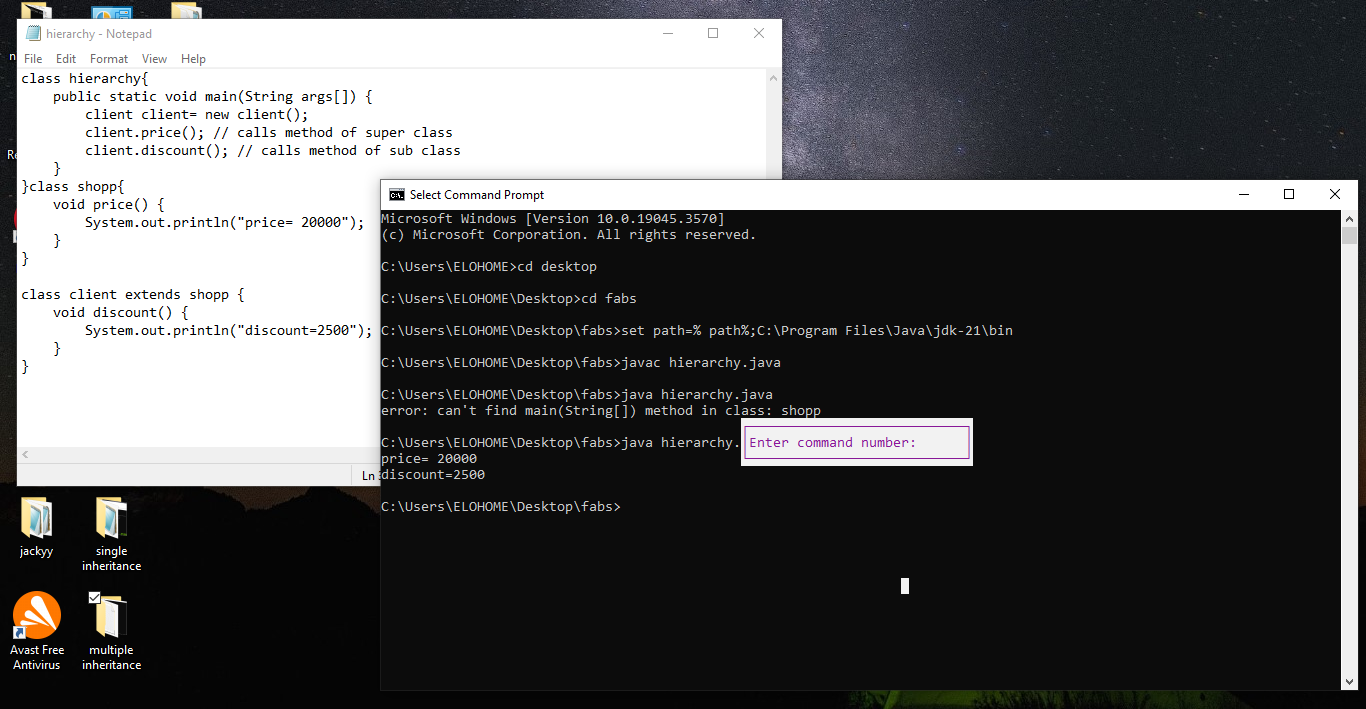 hierarchy - Notepad
File Edit Format View Help
class hierarchy{
public static void main(String args[]) {
client client= new client();
client.price(); // calls method of super class
client.discount(); // calls method of sub class
}
}class shopp{
void price() {
System.out.println("price= 20000");
}
}
class client extends shopp {
void discount() {
System.out.println("discount=2500");
}
}
Ln
Select Command Prompt
Microsoft Windows [Version 10.0.19045.3570]
(c) Microsoft Corporation. All rights reserved.
C:\Users\ELOHOME>cd desktop
C:\Users\ELOHOME\Desktop>cd fabs
C:\Users\ELOHOME\Desktop\fabs>set path=% path%;C:\Program Files\Java\jdk-21\bin
C:\Users\ELOHOME\Desktop\fabs>javac hierarchy.java
C:\Users\ELOHOME\Desktop\fabs>java hierarchy.java
error: can't find main(String[]) method in class: shopp
C:\Users\ELOHOME\Desktop\fabs>java hierarchy.
Enter command number:
price= 20000
discount=2500
C:\Users\ELOHOME\Desktop\fabs>
jackyy
single
inheritance
Avast Free
Antivirus
multiple
inheritance